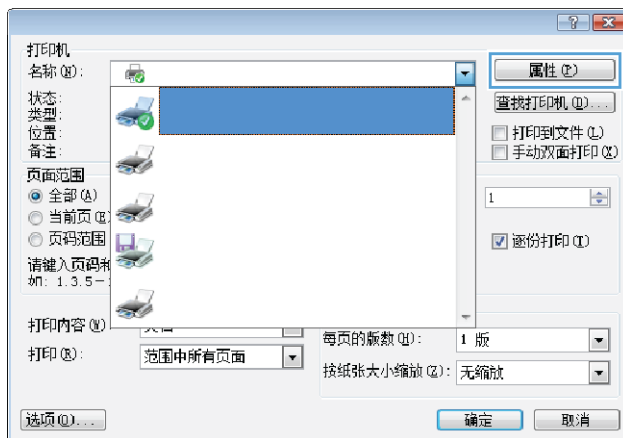 打印机
名称(N):
属性(P)
状态:
类型:
位置:
备注:
查找打印机(D)...
打印到文件(L)
手动双面打印(X)
页面范围
全部(A)
当前页(E)
页码范围
1
逐份打印(T)
请键入页码和
如: 1.3.5-
打印内容(W)
打印(R):
范围中所有页面
每页的版数(H):
1 版
按纸张大小缩放(Z):
无缩放
选项(O)...
确定
取消